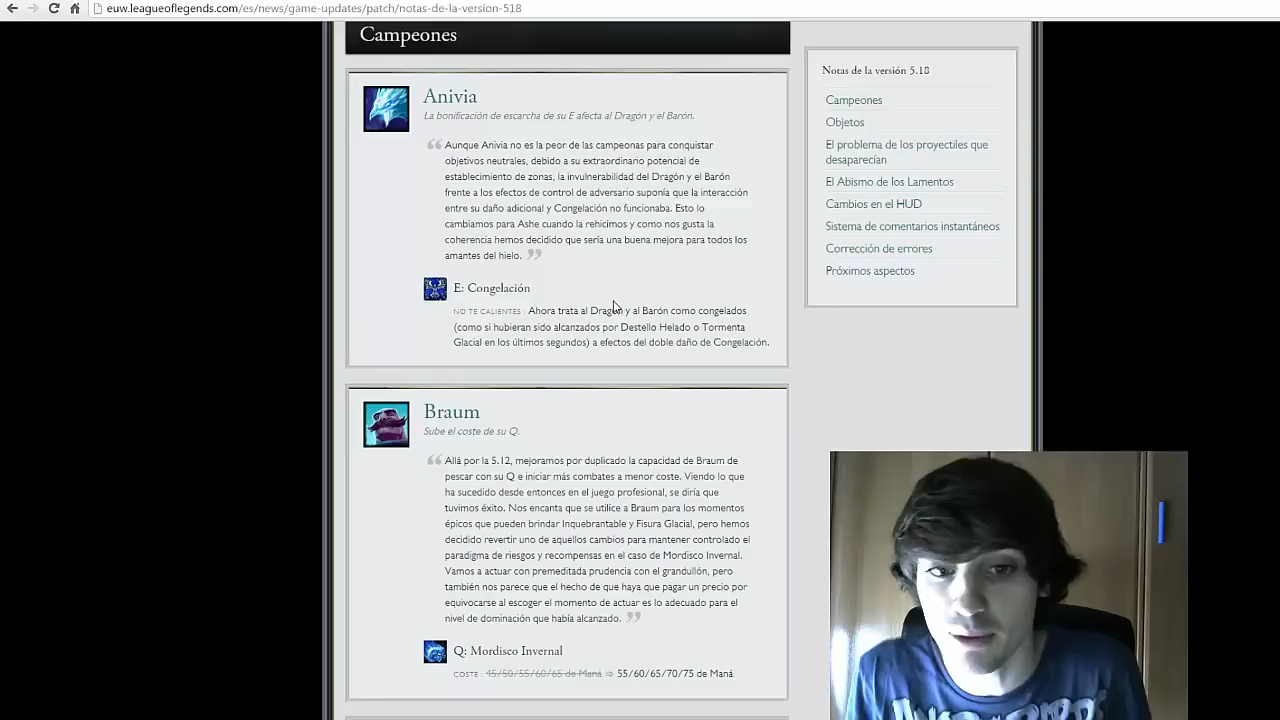 euw.leagueoflegends.com/es/news/game-updates/patch/notas-de-la-version-518
Campeones
Anivia
La bonificación de escarcha de su E afecta al Dragón y el Barón.
Aunque Anivia no es la peor de las campeonas para conquistar
objetivos neutrales, debido a su extraordinario potencial de
establecimiento de zonas, la invulnerabilidad del Dragón y el Barón
frente a los efectos de control de adversario suponía que la interacción
entre su daño adicional y Congelación no funcionaba. Esto lo
cambiamos para Ashe cuando la rehicimos y como nos gusta la
coherencia hemos decidido que sería una buena mejora para todos los
amantes del hielo.
E: Congelación
NO TE CALIENTES : Ahora trata al Dragón y al Barón como congelados
(como si hubieran sido alcanzados por Destello Helado o Tormenta
Glacial en los últimos segundos) a efectos del doble daño de Congelación.
Braum
Sube el coste de su Q.
Allá por la 5.12, mejoramos por duplicado la capacidad de Braum de
pescar con su Q e iniciar más combates a menor coste. Viendo lo que
ha sucedido desde entonces en el juego profesional, se diría que
tuvimos éxito. Nos encanta que se utilice a Braum para los momentos
épicos que pueden brindar Inquebrantable y Fisura Glacial, pero hemos
decidido revertir uno de aquellos cambios para mantener controlado el
paradigma de riesgos y recompensas en el caso de Mordisco Invernal.
Vamos a actuar con premeditada prudencia con el grandullón, pero
también nos parece que el hecho de que haya que pagar un precio por
equivocarse al escoger el momento de actuar es lo adecuado para el
nivel de dominación que había alcanzado.
Q: Mordisco Invernal
COSTE : 45/50/55/60/65 de Maná ⇒ 55/60/65/70/75 de Maná
Notas de la versión 5.18
Campeones
Objetos
El problema de los proyectiles que
desaparecían
El Abismo de los Lamentos
Cambios en el HUD
Sistema de comentarios instantáneos
Corrección de errores
Próximos aspectos